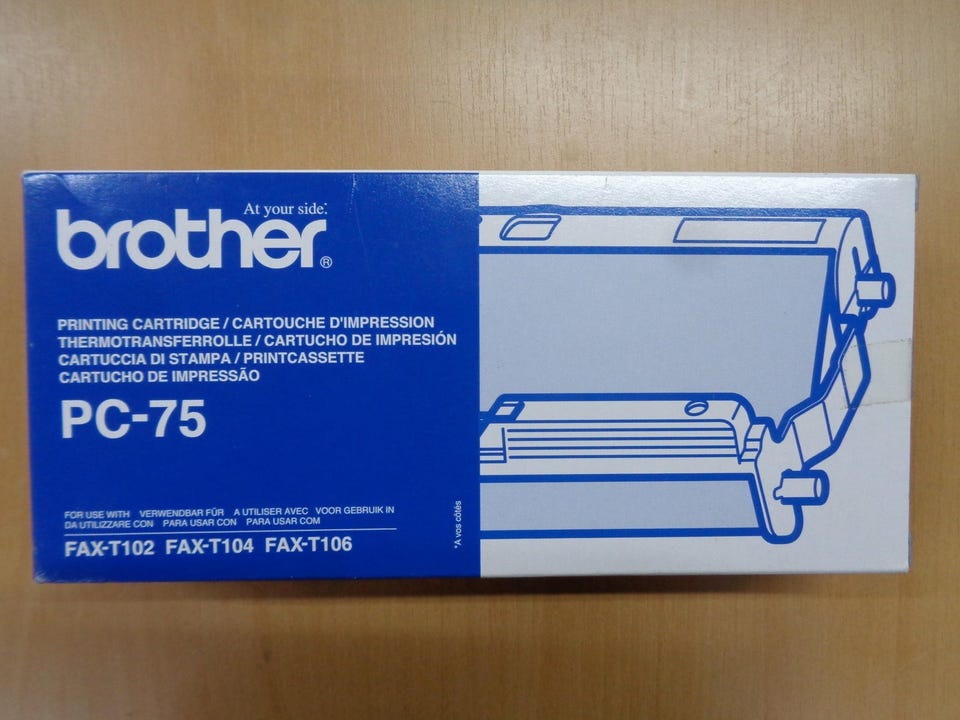 At your side.*
brother®
PRINTING CARTRIDGE / CARTOUCHE D'IMPRESSION
THERMOTRANSFERROLLE / CARTUCHO DE IMPRESIÓN
CARTUCCIA DI STAMPA / PRINTCASSETTE
CARTUCHO DE IMPRESSÃO
PC-75
FOR USE WITH VERWENDBAR FÜR A UTILISER AVEC VOOR GEBRUIK IN
DA UTILIZZARE CON PARA USAR CON PARA USAR COM
FAX-T102 FAX-T104 FAX-T106
*A vos côtés